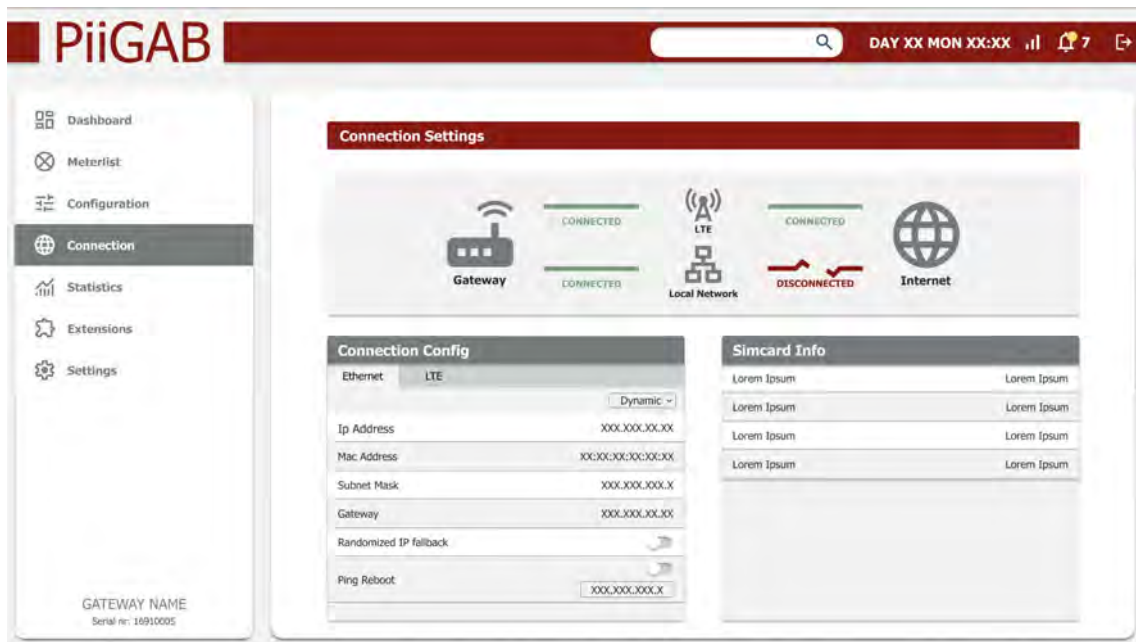 PiiGAB
DAY XX MON XX:XX
7
Dashboard
Meterlist
Configuration
Connection
Statistics
Extensions
Settings
GATEWAY NAME
Serial nr: 16910005
Connection Settings
Gateway
CONNECTED
CONNECTED
LTE
Local Network
CONNECTED
DISCONNECTED
Internet
Connection Config
Ethernet LTE
Dynamic
Ip Address XXX.XXX.XX.XX
Mac Address XX:XX:XX:XX:XX:XX
Subnet Mask XXX.XXX.XXX.X
Gateway XXX.XXX.XX.XX
Randomized IP fallback
Ping Reboot
XXX.XXX.XXX.X
Simcard Info
Lorem Ipsum Lorem Ipsum
Lorem Ipsum Lorem Ipsum
Lorem Ipsum Lorem Ipsum
Lorem Ipsum Lorem Ipsum